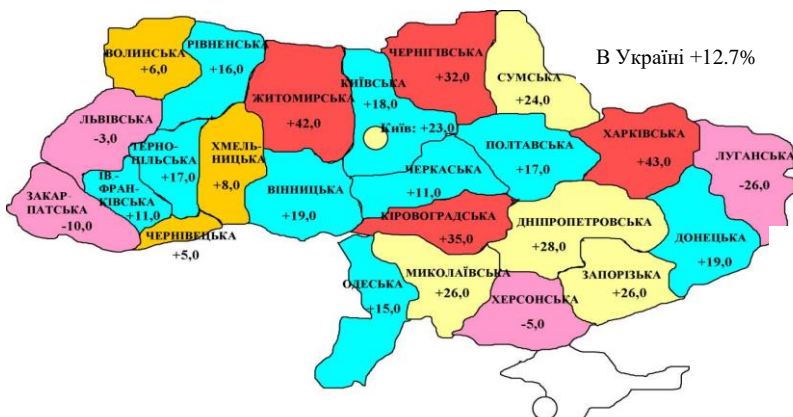 В Україні +12.7%
ВОЛИНСЬКА
+6,0
РІВНЕНСЬКА
+16,0
ЖИТОМИРСЬКА
+42,0
КИЇВСЬКА
+18,0
Київ: +23,0
ЧЕРНІГІВСЬКА
+32,0
СУМСЬКА
+24,0
ЛЬВІВСЬКА
-3,0
ТЕРНО-
ПІЛЬСЬКА
+17,0
ХМЕЛЬ-
НИЦЬКА
+8,0
ВІННИЦЬКА
+19,0
ЧЕРКАСЬКА
+11,0
ПОЛТАВСЬКА
+17,0
ХАРКІВСЬКА
+43,0
ЛУГАНСЬКА
-26,0
ЗАКАР-
ПАТСЬКА
-10,0
ІВ.-
ФРАН-
КІВСЬКА
+11,0
ЧЕРНІВЕЦЬКА
+5,0
КІРОВОГРАДСЬКА
+35,0
ДНІПРОПЕТРОВСЬКА
+28,0
ДОНЕЦЬКА
+19,0
ОДЕСЬКА
+15,0
МИКОЛАЇВСЬКА
+26,0
ХЕРСОНСЬКА
-5,0
ЗАПОРІЗЬКА
+26,0